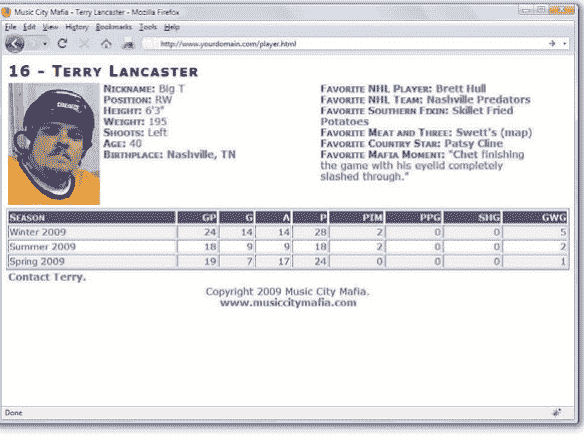 Music City Mafia - Terry Lancaster - Mozilla Firefox
File Edit View History Bookmarks Tools Help
http://www.yourdomain.com/player.html
16 - Terry Lancaster
Nickname: Big T
Position: RW
Height: 6'3"
Weight: 195
Shoots: Left
Age: 40
Birthplace: Nashville, TN
Favorite NHL Player: Brett Hull
Favorite NHL Team: Nashville Predators
Favorite Southern Fixin: Skillet Fried
Potatoes
Favorite Meat and Three: Swett's (map)
Favorite Country Star: Patsy Cline
Favorite Mafia Moment: "Chet finishing
the game with his eyelid completely
slashed through."
Season GP G A P PIM PPG SHG GWG
Winter 2009 24 14 14 28 2 0 0 5
Summer 2009 18 9 9 18 2 0 0 2
Spring 2009 19 7 17 24 0 0 0 1
Contact Terry.
Copyright 2009 Music City Mafia.
www.musiccitymafia.com
Done